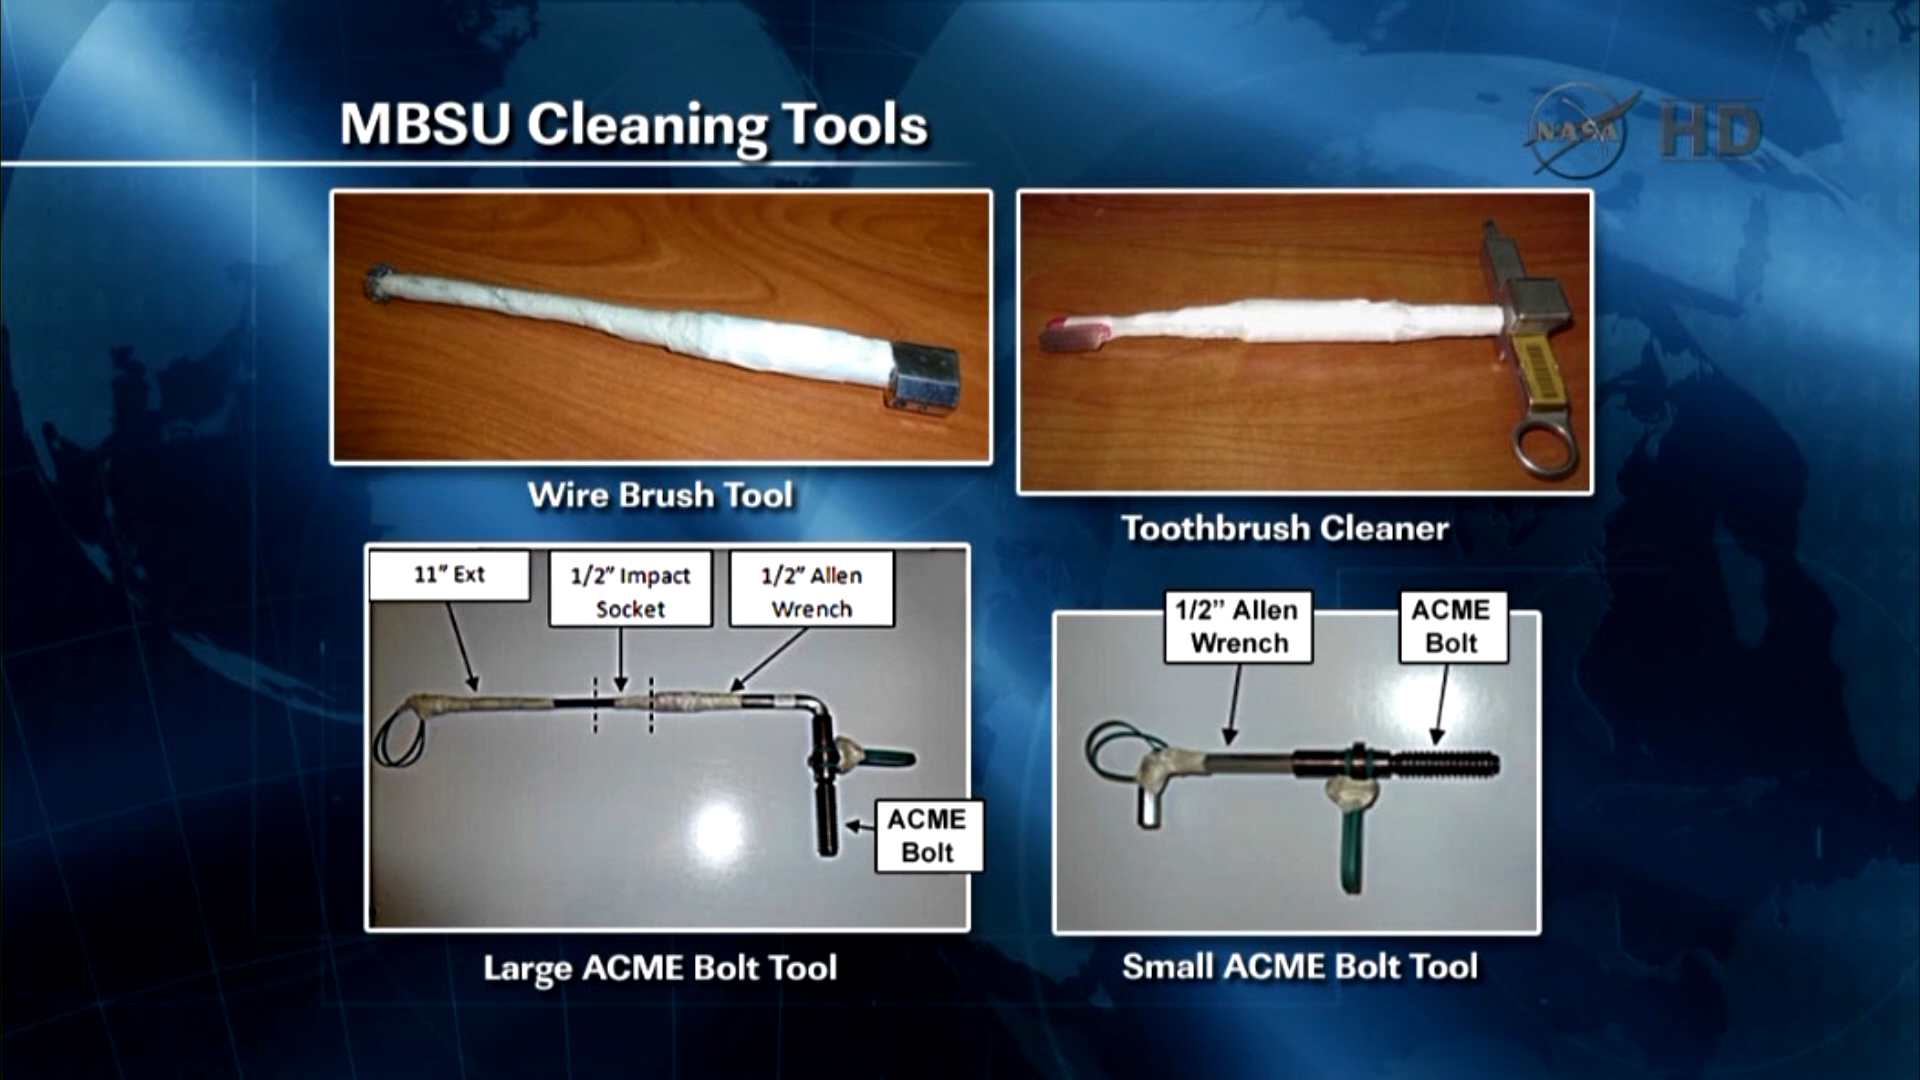 MBSU Cleaning Tools
NASA HD
Wire Brush Tool
Toothbrush Cleaner
11” Ext
1/2” Impact
Socket
1/2” Allen
Wrench
ACME
Bolt
Large ACME Bolt Tool
1/2” Allen
Wrench
ACME
Bolt
Small ACME Bolt Tool